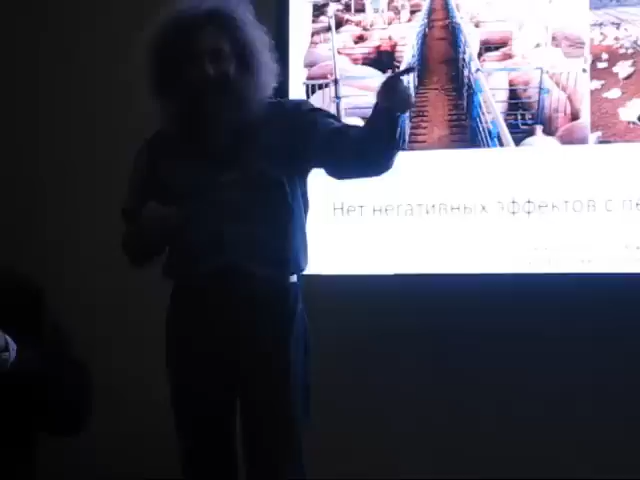 Нет негативных эффектов с